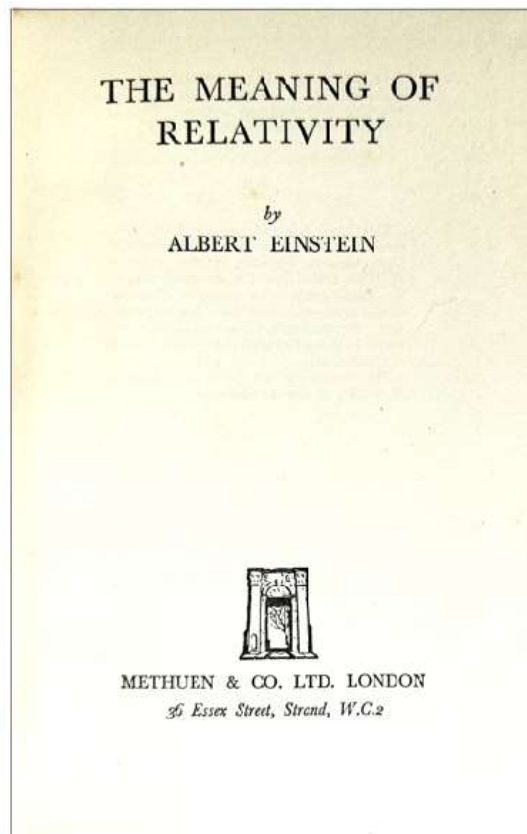 THE MEANING OF
RELATIVITY
by
ALBERT EINSTEIN
METHUEN & CO. LTD. LONDON
36 Essex Street, Strand, W.C.2